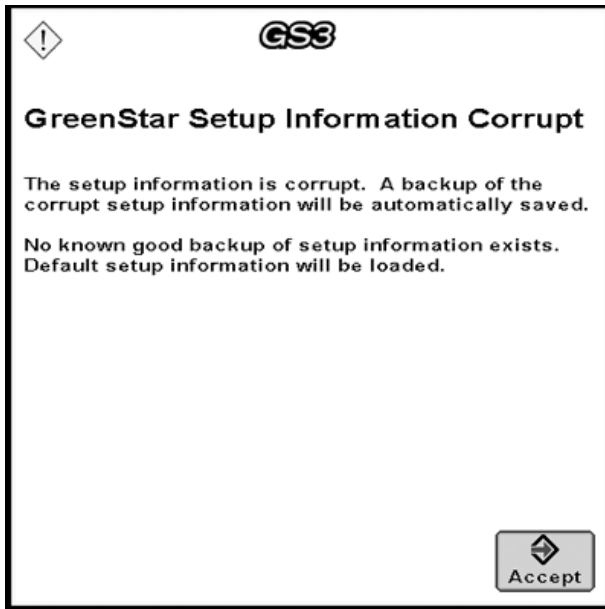 GS3
GreenStar Setup Information Corrupt
The setup information is corrupt. A backup of the
corrupt setup information will be automatically saved.
No known good backup of setup information exists.
Default setup information will be loaded.
Accept